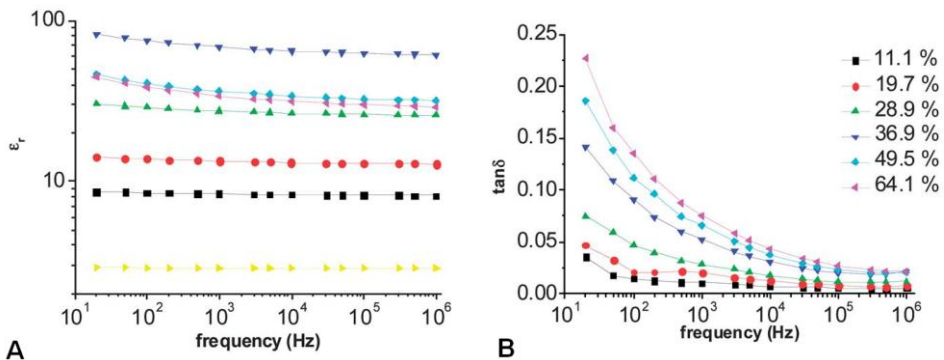 100
10
ε_r
10^1 10^2 10^3 10^4 10^5 10^6
frequency (Hz)
A
0.25
0.20
0.15
0.10
0.05
0.00
tanδ
10^1 10^2 10^3 10^4 10^5 10^6
frequency (Hz)
B
11.1 %
19.7 %
28.9 %
36.9 %
49.5 %
64.1 %